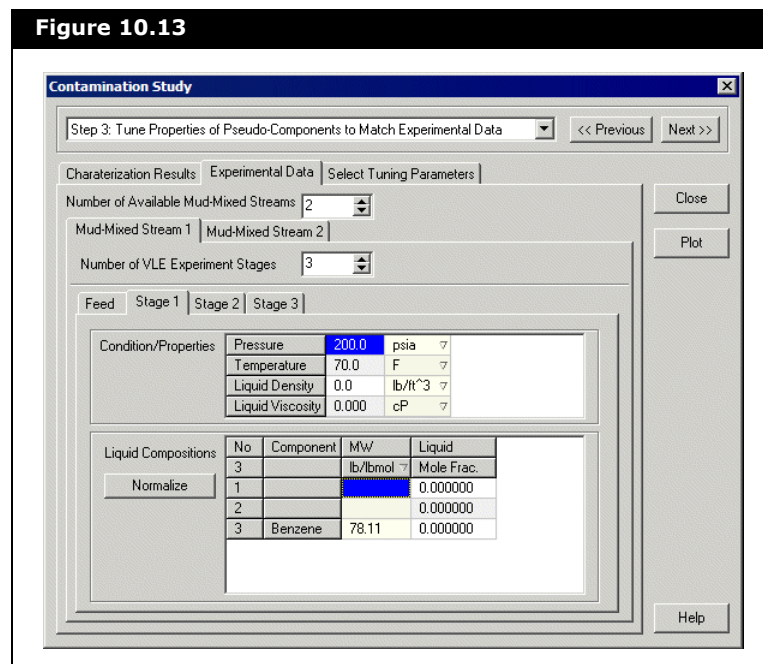 Figure 10.13
Contamination Study
Step 3: Tune Properties of Pseudo-Components to Match Experimental Data
<< Previous
Next >>
Charaterization Results
Experimental Data
Select Tuning Parameters
Number of Available Mud-Mixed Streams 2
Close
Mud-Mixed Stream 1
Mud-Mixed Stream 2
Plot
Number of VLE Experiment Stages 3
Feed
Stage 1
Stage 2
Stage 3
Condition/Properties
Pressure 200.0 psia
Temperature 70.0 F
Liquid Density 0.0 lb/ft^3
Liquid Viscosity 0.000 cP
Liquid Compositions
Normalize
No Component MW Liquid
3 lb/lbmol Mole Frac.
1 0.000000
2 0.000000
3 Benzene 78.11 0.000000
Help